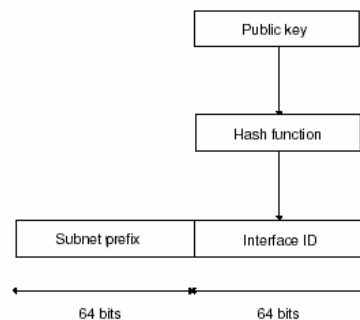 Public key
Hash function
Subnet prefix Interface ID
64 bits 64 bits